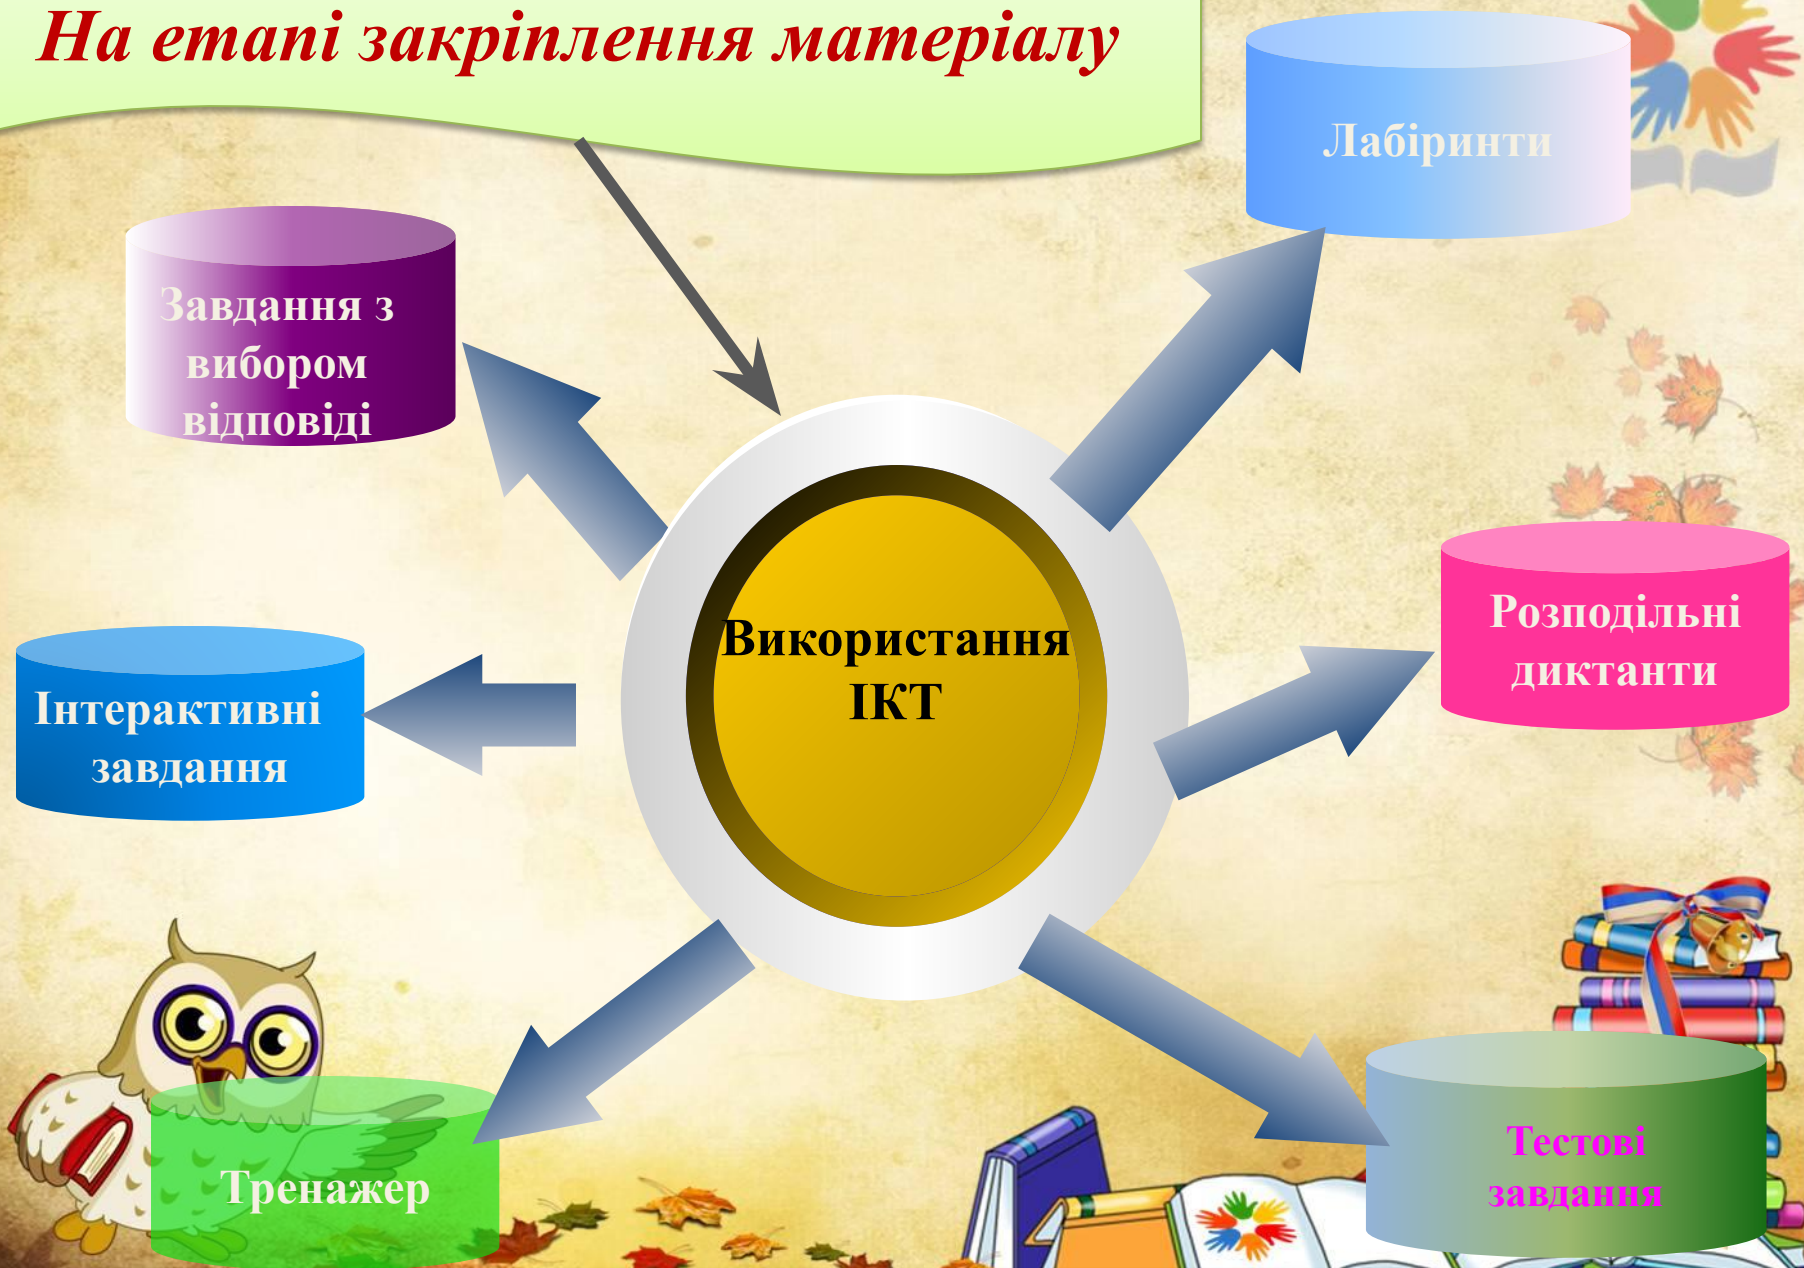 На етапі закріплення матеріалу
Лабіринти
Завдання з
вибором
відповіді
Розподільні
диктанти
Використання
ІКТ
Інтерактивні
завдання
Тренажер
Тестові
завдання